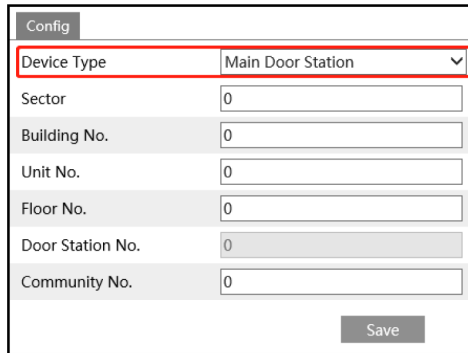 Config
Device Type Main Door Station
Sector 0
Building No. 0
Unit No. 0
Floor No. 0
Door Station No. 0
Community No. 0
Save